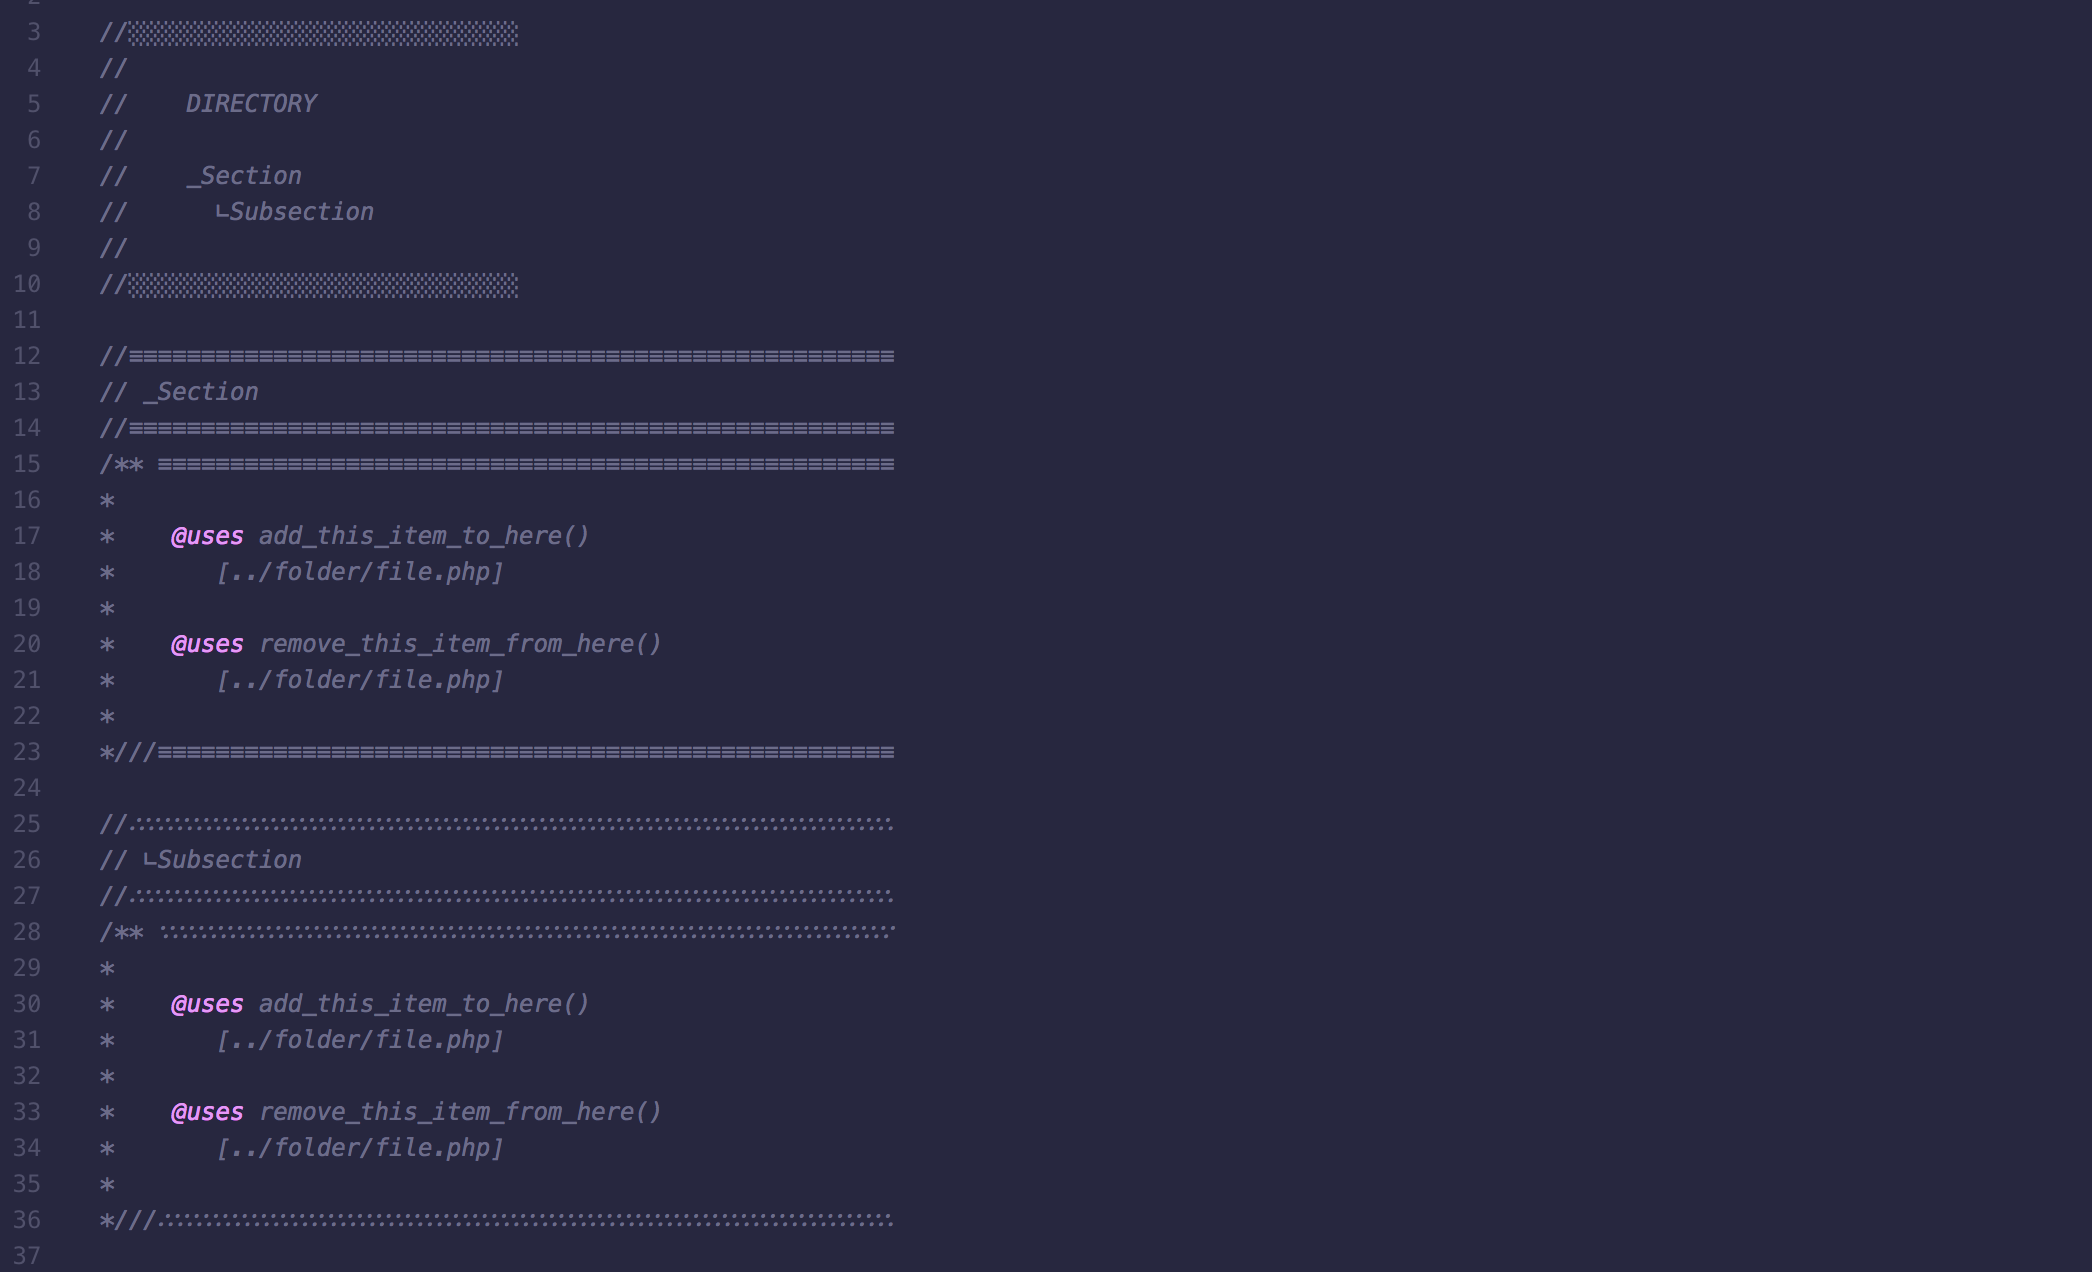 3 //░░░░░░░░░░░░░░░░░░░░░░░░░░░
4 //
5 //    DIRECTORY
6 //
7 //    _Section
8 //      ∟Subsection
9 //
10 //░░░░░░░░░░░░░░░░░░░░░░░░░░░
11
12 //≡≡≡≡≡≡≡≡≡≡≡≡≡≡≡≡≡≡≡≡≡≡≡≡≡≡≡≡≡≡≡≡≡≡≡≡≡≡≡≡≡≡≡≡≡≡≡≡≡≡≡≡≡
13 // _Section
14 //≡≡≡≡≡≡≡≡≡≡≡≡≡≡≡≡≡≡≡≡≡≡≡≡≡≡≡≡≡≡≡≡≡≡≡≡≡≡≡≡≡≡≡≡≡≡≡≡≡≡≡≡≡
15 /** ≡≡≡≡≡≡≡≡≡≡≡≡≡≡≡≡≡≡≡≡≡≡≡≡≡≡≡≡≡≡≡≡≡≡≡≡≡≡≡≡≡≡≡≡≡≡≡≡≡≡≡
16 *
17 *    @uses add_this_item_to_here()
18 *       [../folder/file.php]
19 *
20 *    @uses remove_this_item_from_here()
21 *       [../folder/file.php]
22 *
23 *///≡≡≡≡≡≡≡≡≡≡≡≡≡≡≡≡≡≡≡≡≡≡≡≡≡≡≡≡≡≡≡≡≡≡≡≡≡≡≡≡≡≡≡≡≡≡≡≡≡≡≡
24
25 //∷∷∷∷∷∷∷∷∷∷∷∷∷∷∷∷∷∷∷∷∷∷∷∷∷∷∷∷∷∷∷∷∷∷∷∷∷∷∷∷∷∷∷∷∷∷∷∷∷∷∷∷∷
26 // ∟Subsection
27 //∷∷∷∷∷∷∷∷∷∷∷∷∷∷∷∷∷∷∷∷∷∷∷∷∷∷∷∷∷∷∷∷∷∷∷∷∷∷∷∷∷∷∷∷∷∷∷∷∷∷∷∷∷
28 /** ∷∷∷∷∷∷∷∷∷∷∷∷∷∷∷∷∷∷∷∷∷∷∷∷∷∷∷∷∷∷∷∷∷∷∷∷∷∷∷∷∷∷∷∷∷∷∷∷∷∷∷
29 *
30 *    @uses add_this_item_to_here()
31 *       [../folder/file.php]
32 *
33 *    @uses remove_this_item_from_here()
34 *       [../folder/file.php]
35 *
36 *///∷∷∷∷∷∷∷∷∷∷∷∷∷∷∷∷∷∷∷∷∷∷∷∷∷∷∷∷∷∷∷∷∷∷∷∷∷∷∷∷∷∷∷∷∷∷∷∷∷∷∷
37